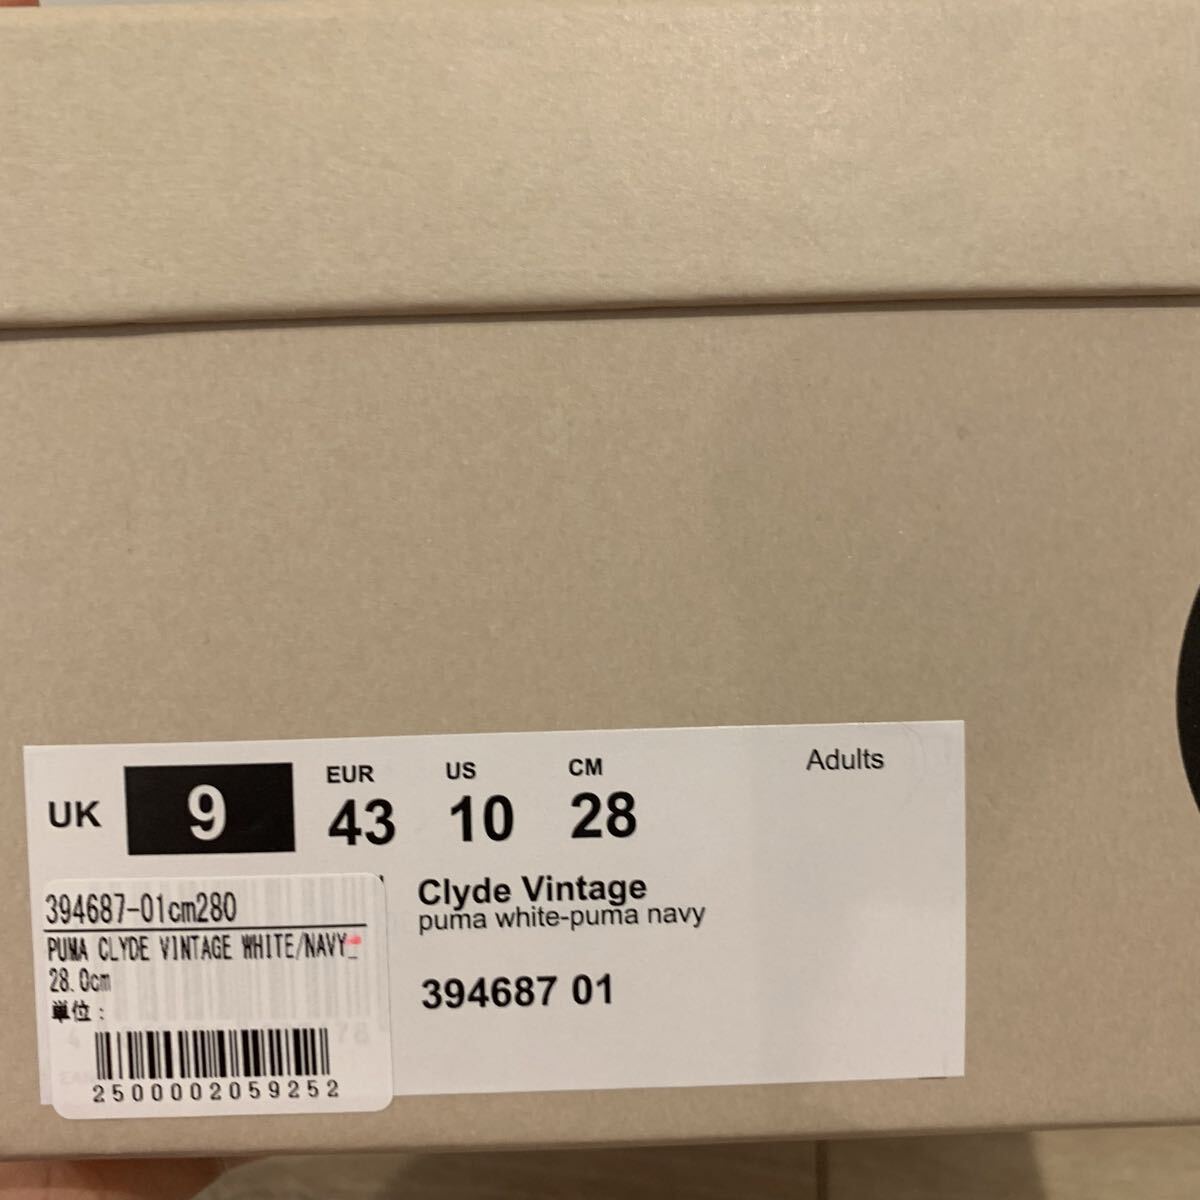 UK 9 EUR 43 US 10 CM 28 Adults
Clyde Vintage
puma white-puma navy
394687 01
394687-01cm280
PUMA CLYDE VINTAGE WHITE/NAVY_
28.0cm
単位:
2500002059252